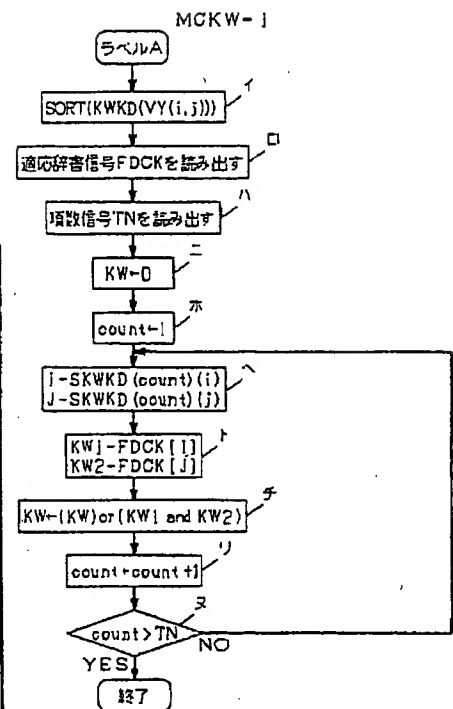 MCKW-1
ラベルA
イ
SORT(KWKD(VY(i,j)))
ロ
適応辞書信号FDCKを読み出す
ハ
項数信号TNを読み出す
ニ
KW←0
ホ
count←1
ヘ
i-SKWKD(count)(i)
J-SKWKD(count)(j)
ト
KW1-FDCK[i]
KW2-FDCK[j]
チ
KW←(KW)or(KW1 and KW2)
リ
count←count+1
ヌ
count>TN
NO
YES
終了